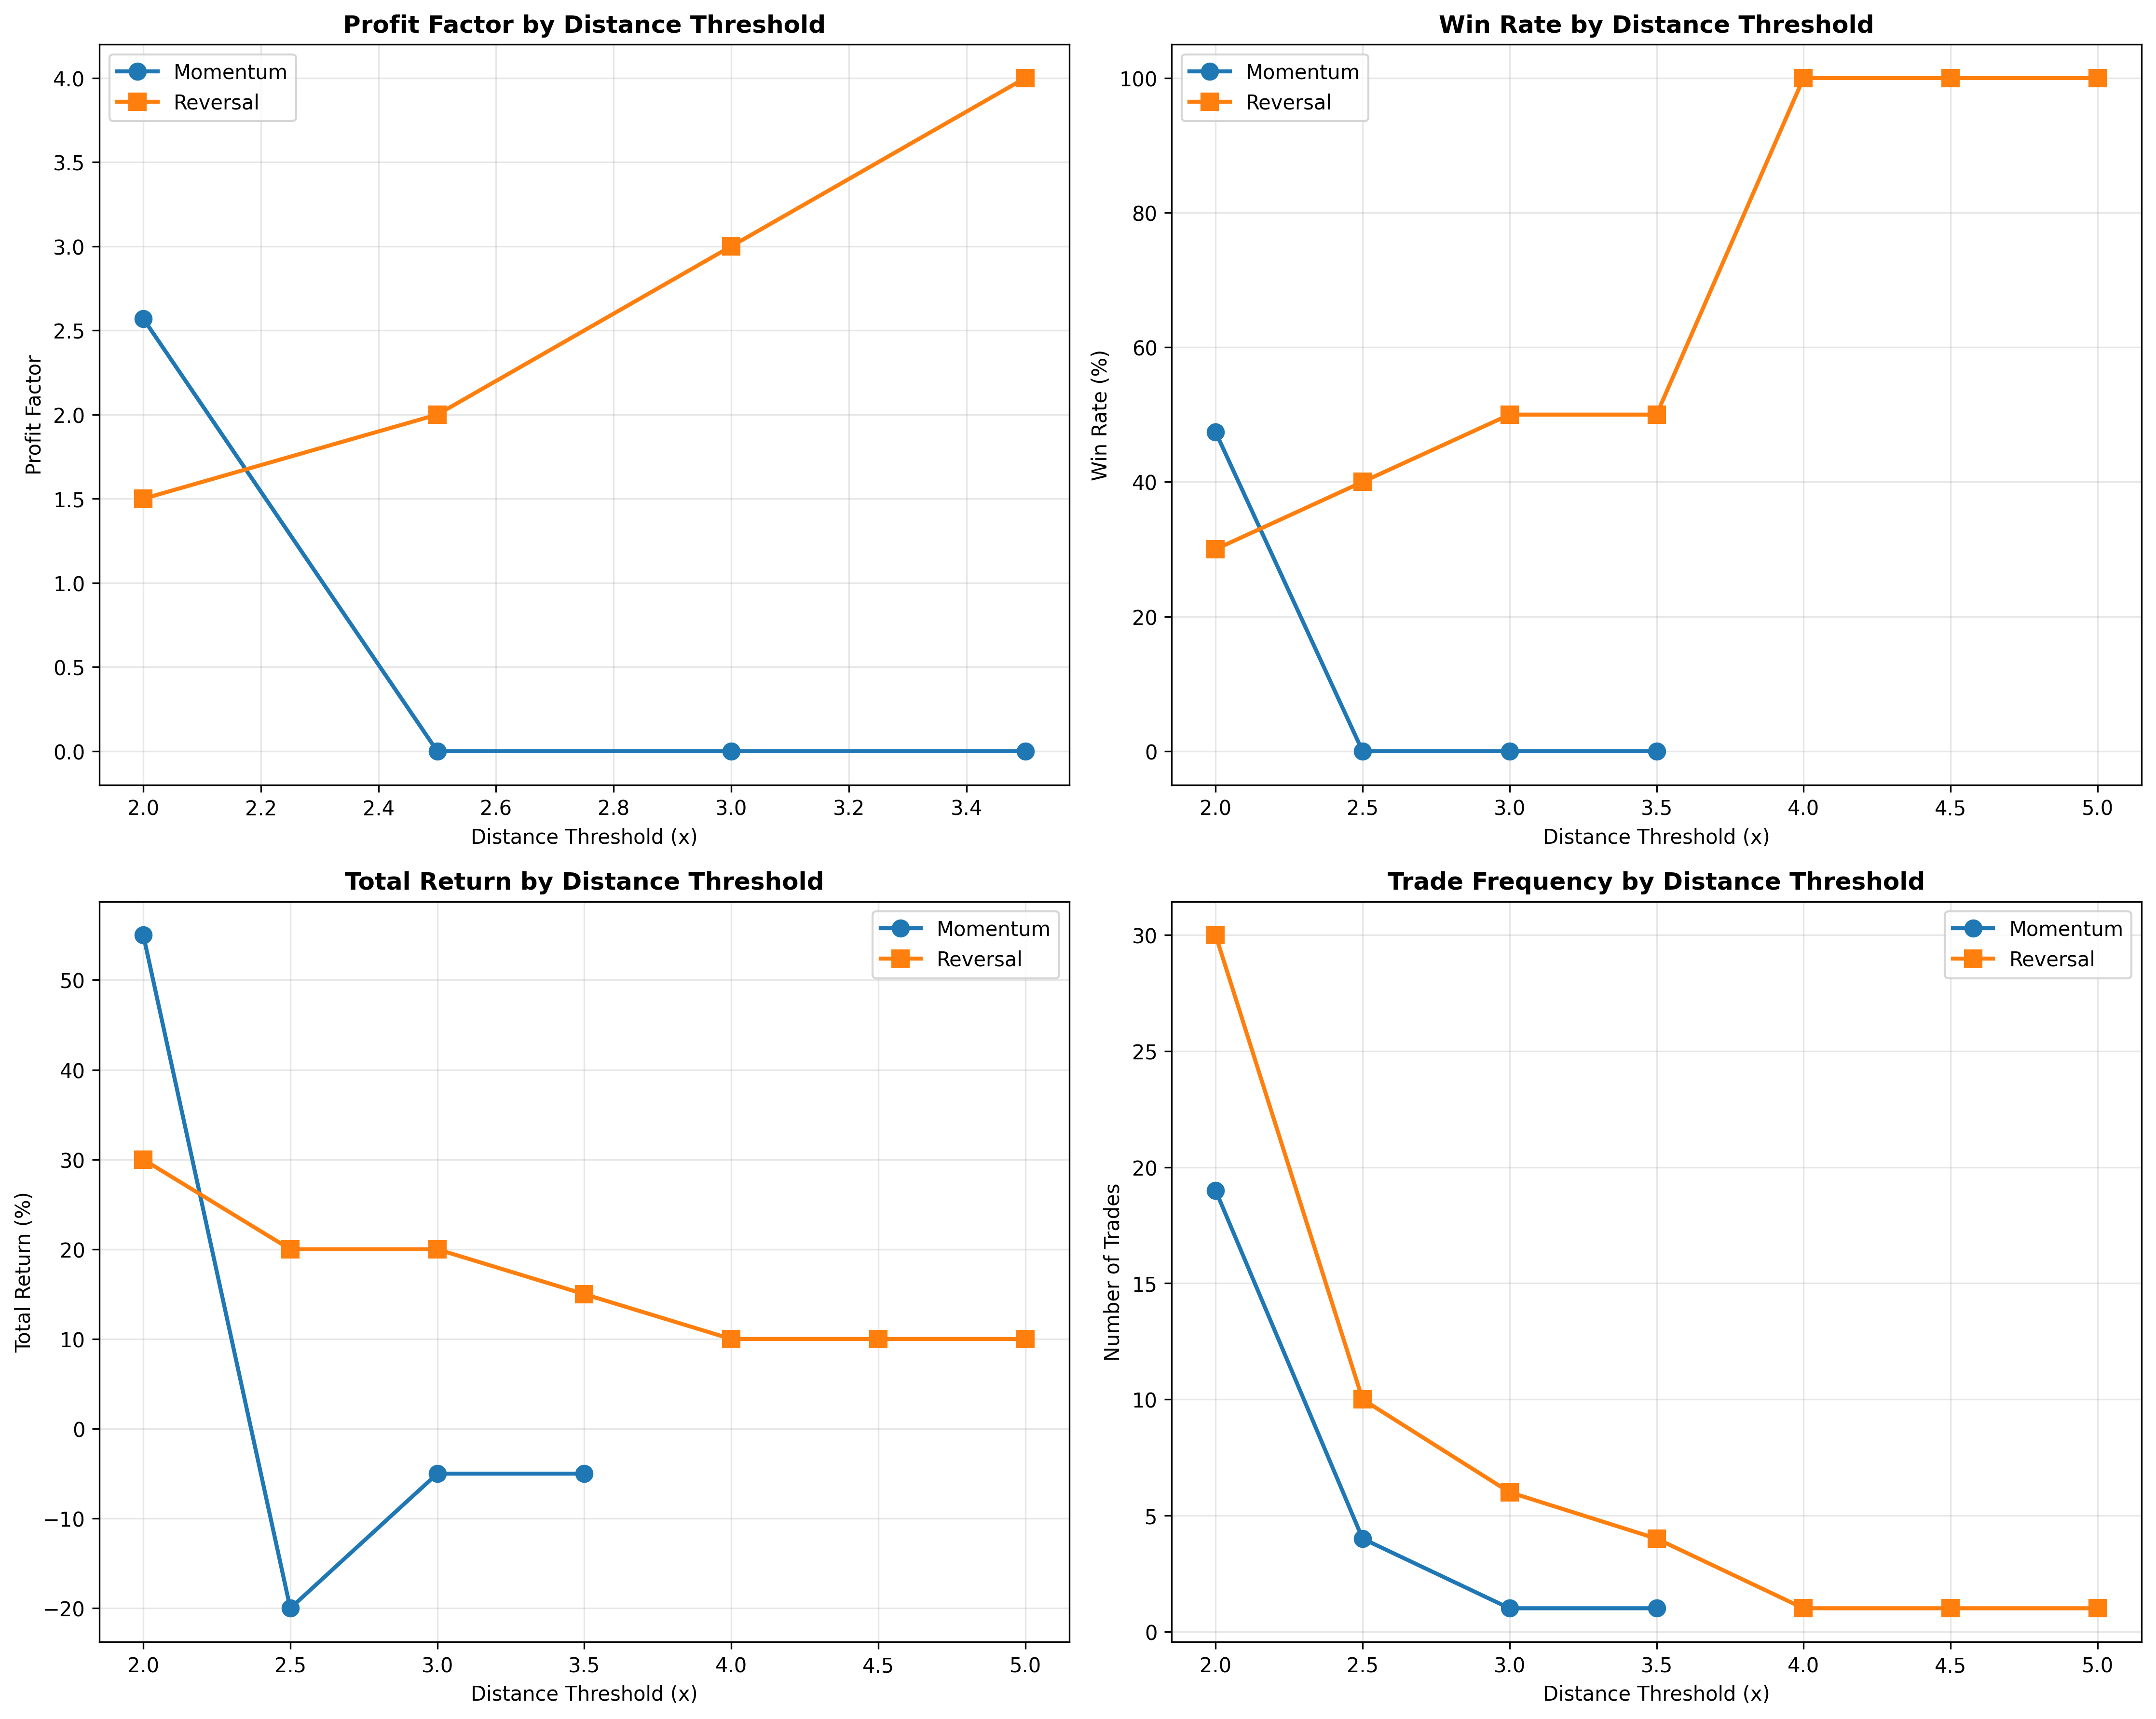 Profit Factor by Distance Threshold
Momentum
Reversal
4.0
3.5
3.0
2.5
2.0
1.5
1.0
0.5
0.0
Profit Factor
2.0 2.2 2.4 2.6 2.8 3.0 3.2 3.4
Distance Threshold (x)
Win Rate by Distance Threshold
Momentum
Reversal
100
80
60
40
20
0
Win Rate (%)
2.0 2.5 3.0 3.5 4.0 4.5 5.0
Distance Threshold (x)
Total Return by Distance Threshold
Momentum
Reversal
50
40
30
20
10
0
−10
−20
Total Return (%)
2.0 2.5 3.0 3.5 4.0 4.5 5.0
Distance Threshold (x)
Trade Frequency by Distance Threshold
Momentum
Reversal
30
25
20
15
10
5
0
Number of Trades
2.0 2.5 3.0 3.5 4.0 4.5 5.0
Distance Threshold (x)